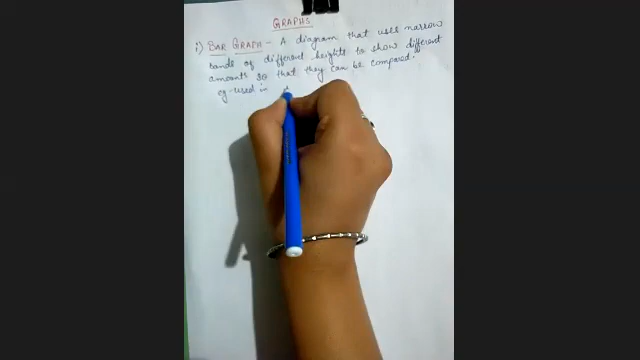 GRAPHS
i) BAR GRAPH - A diagram that uses narrow
bands of different heights to show different
amounts so that they can be compared.
eg - used in